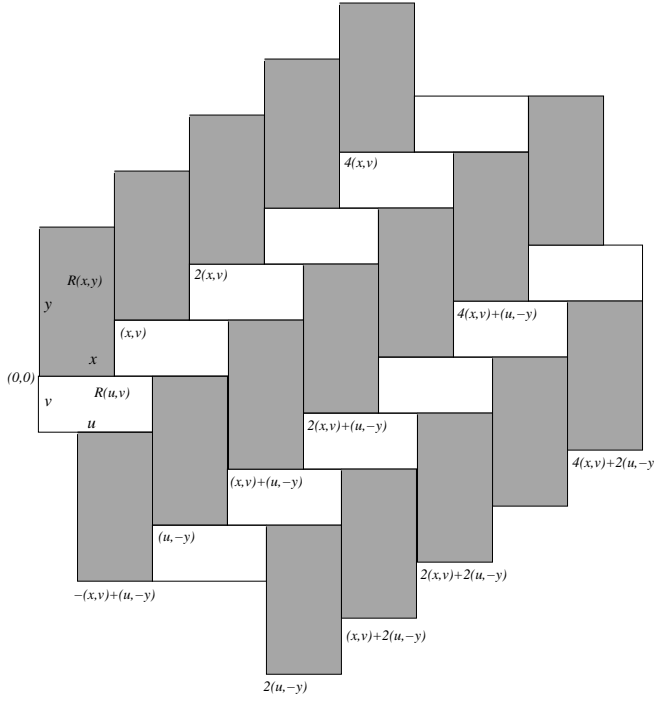 4(x,v)
R(x,y)
2(x,v)
y
4(x,v)+(u,−y)
(x,v)
x
(0,0)
R(u,v)
v
u
2(x,v)+(u,−y)
4(x,v)+2(u,−y
(x,v)+(u,−y)
(u,−y)
2(x,v)+2(u,−y)
−(x,v)+(u,−y)
(x,v)+2(u,−y)
2(u,−y)